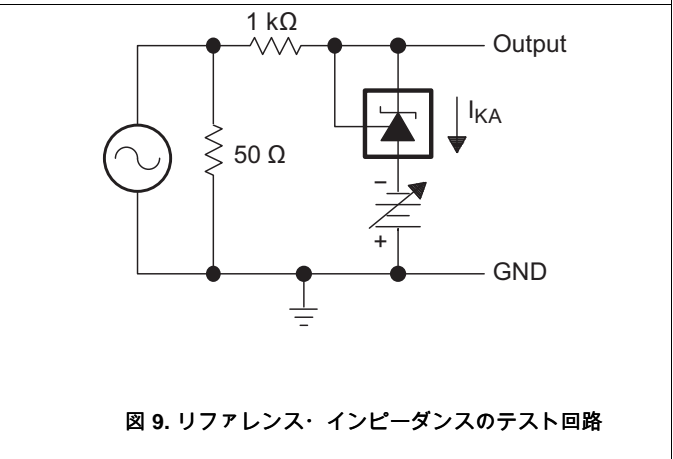 1 kΩ
Output
IKA
50 Ω
−
+
GND
図 9. リファレンス・ インピーダンスのテスト回路